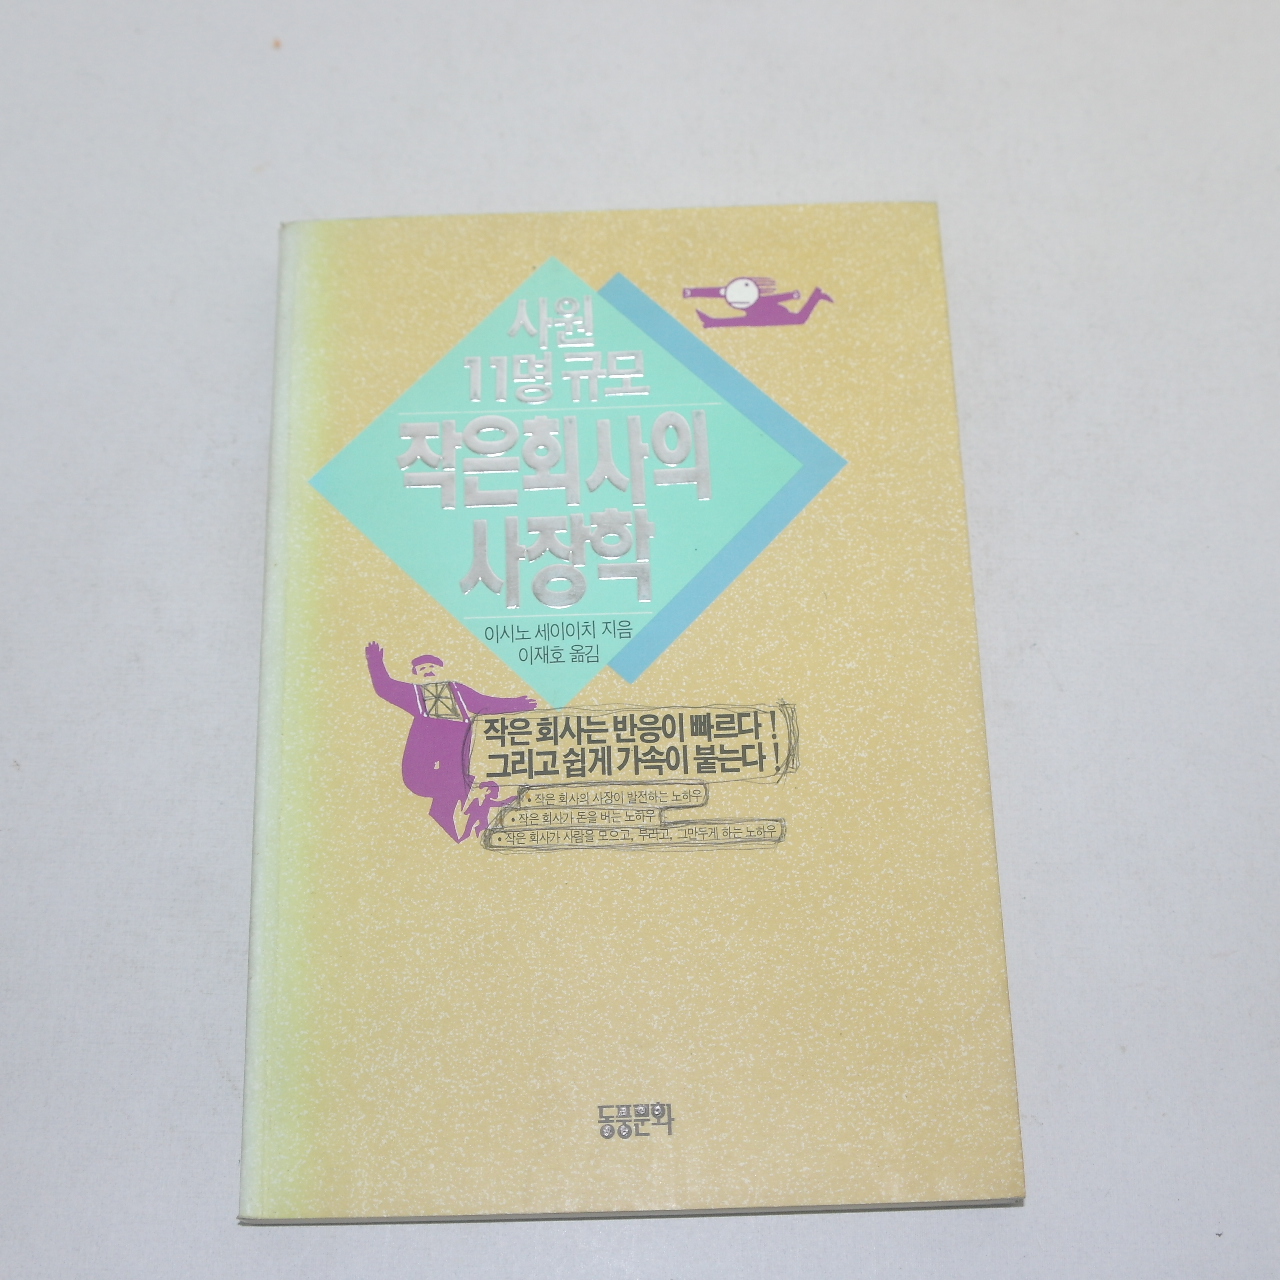 사원
11명 규모
작은회사의
사장학
이시노 세이이치 지음
이재호 옮김
작은 회사는 반응이 빠르다 !
그리고 쉽게 가속이 붙는다 !
• 작은 회사의 사장이 발전하는 노하우
• 작은 회사가 돈을 버는 노하우
• 작은 회사가 사람을 모으고, 부리고, 그만두게 하는 노하우
동풍문화